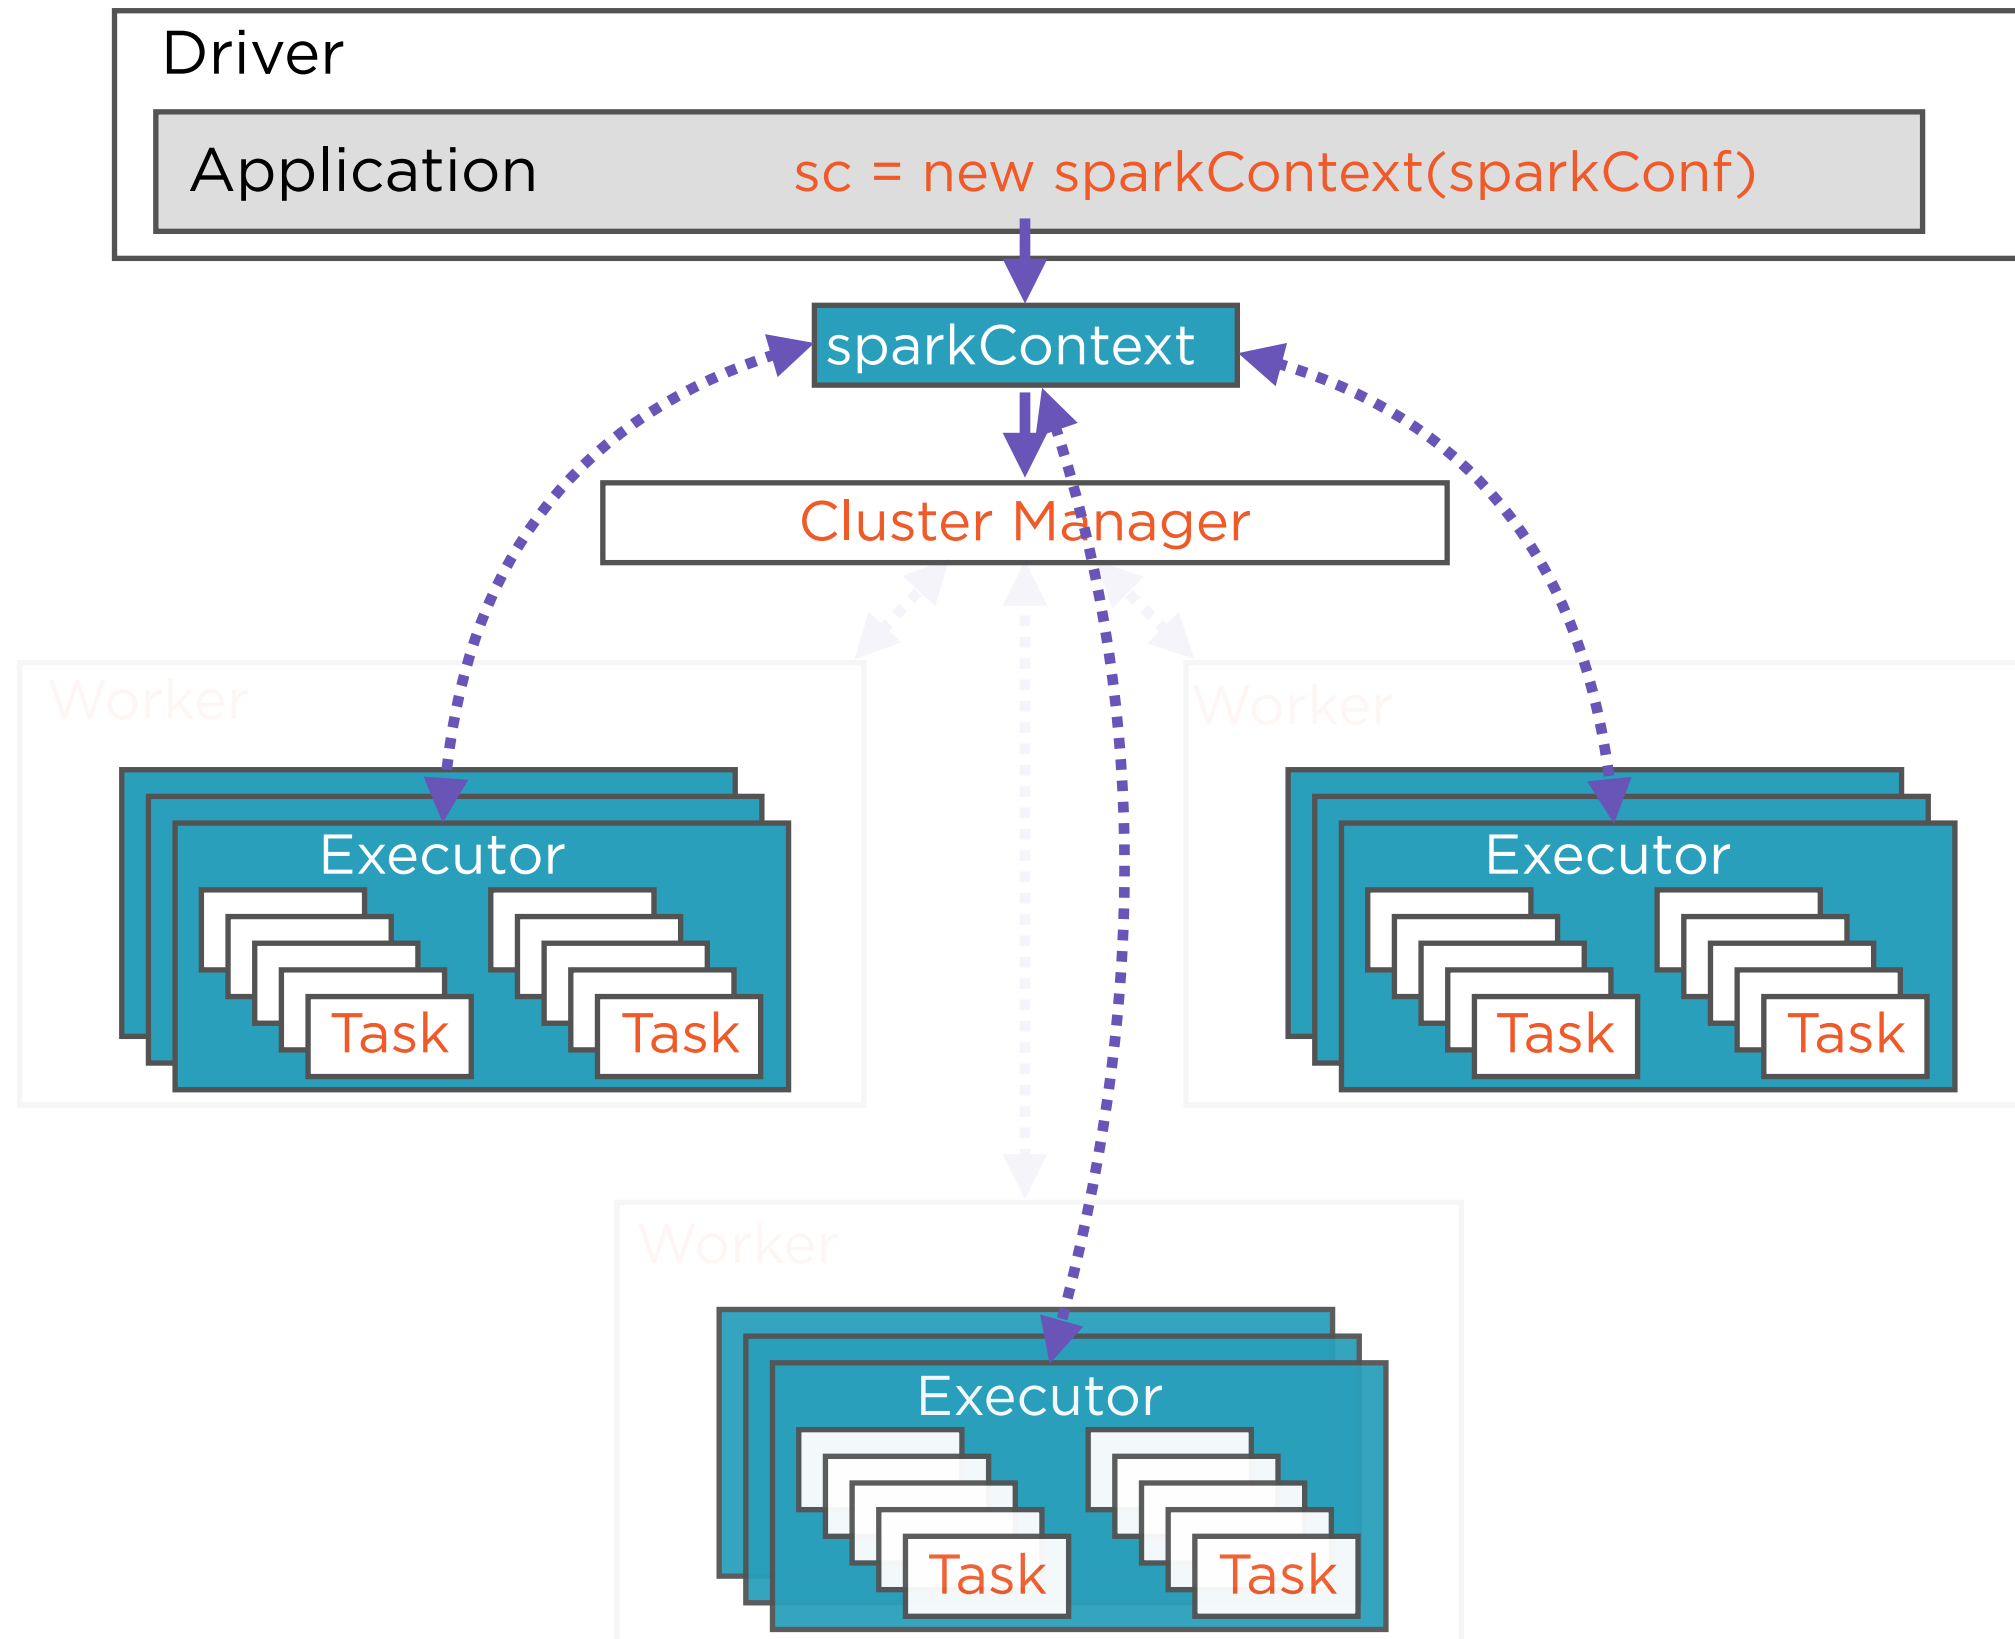 Driver
Application
sc = new sparkContext(sparkConf)
sparkContext
Cluster Manager
Worker
Worker
Executor
Executor
Task
Task
Task
Task
Worker
Executor
Task
Task